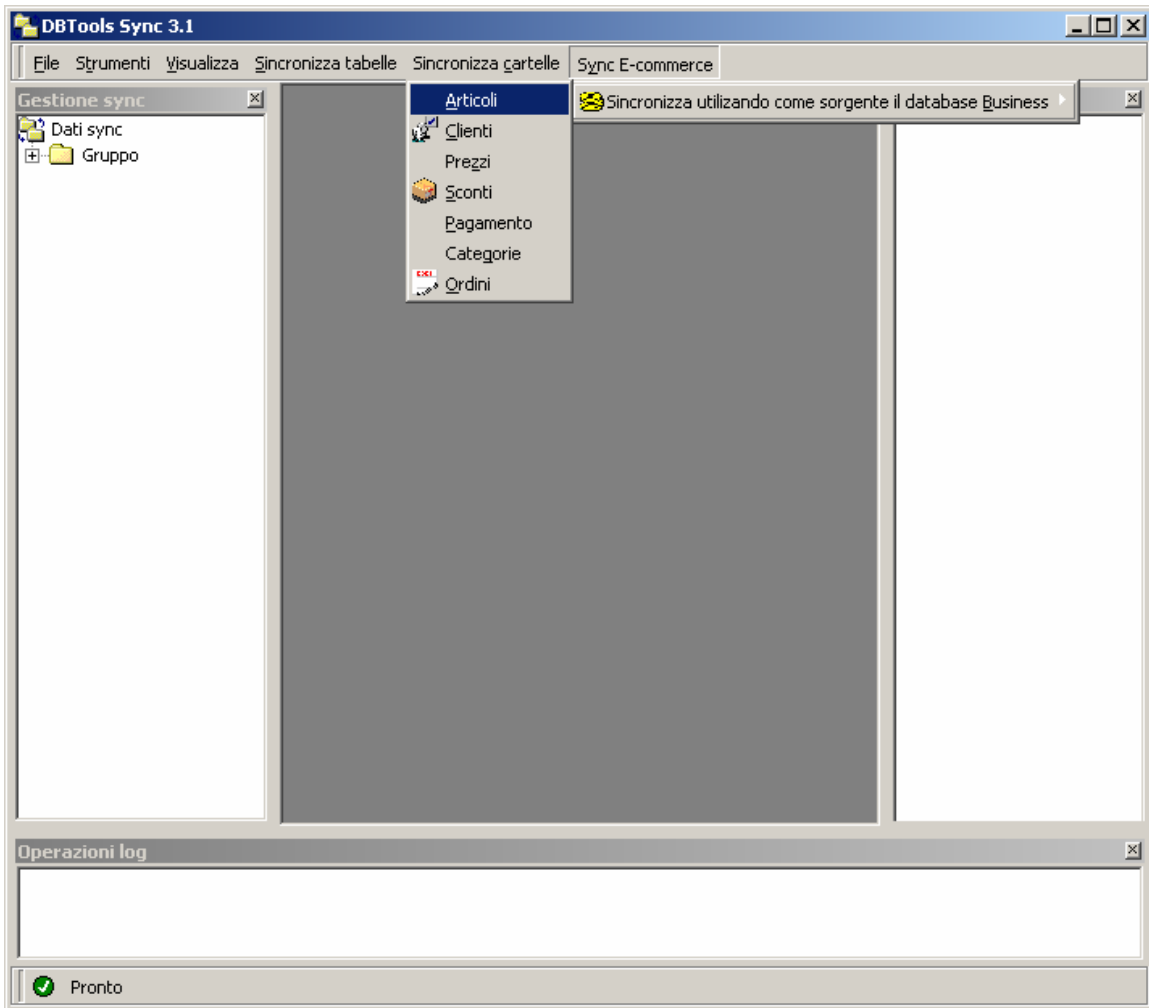 DBTools Sync 3.1
File Strumenti Visualizza Sincronizza tabelle Sincronizza cartelle Sync E-commerce
Gestione sync
Dati sync
Gruppo
Articoli
Clienti
Prezzi
Sconti
Pagamento
Categorie
Ordini
Sincronizza utilizando come sorgente il database Business
Operazioni log
Pronto